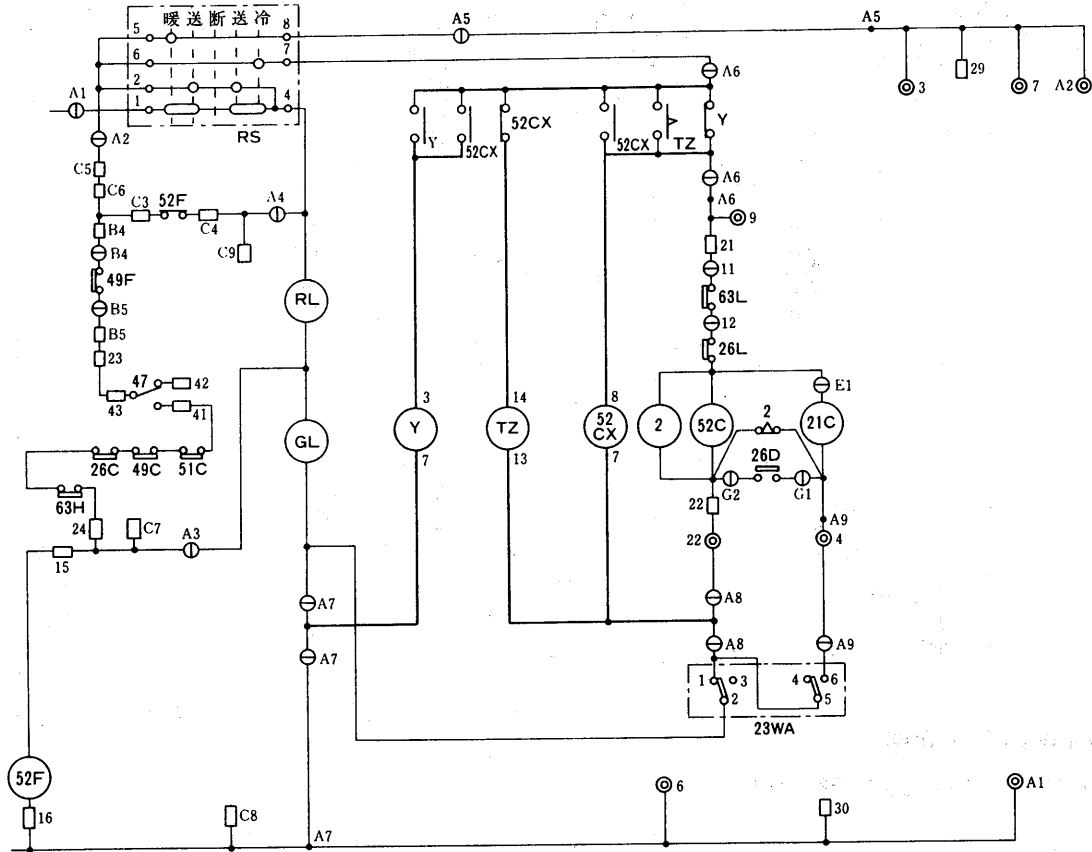 暖 送 断 送 冷
5 8 A5 A5
6 7
A6
3 29 7 A2
2
A1 1 4
RS
A2
52CX Y
Y 52CX 52CX TZ
C5
C6
A6
C3 52F C4 A4
A6
9
B4 C9
21
B4
11
49F
RL 63L
B5
12
B5
26L
23
E1
47 42
43 41
3 14 8
GL Y TZ 52CX 2 52C 2 21C
7 13 7
26D
26C 49C 51C
G2 G1
63H
22
24 C7 A3
A9
22 4
15
A7 A8
A7 A8 A9
1 3 4 6
2 5
23WA
52F
6 A1
16 C8 30
A7